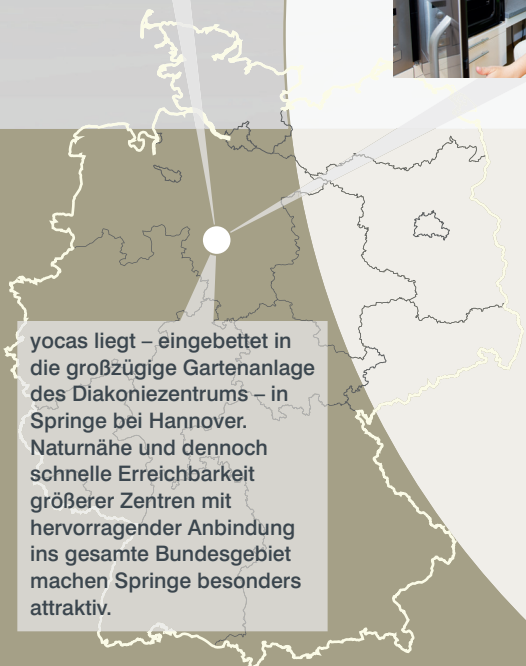 yocas liegt – eingebettet in
die großzügige Gartenanlage
des Diakoniezentrums – in
Springe bei Hannover.
Naturnähe und dennoch
schnelle Erreichbarkeit
größerer Zentren mit
hervorragender Anbindung
ins gesamte Bundesgebiet
machen Springe besonders
attraktiv.